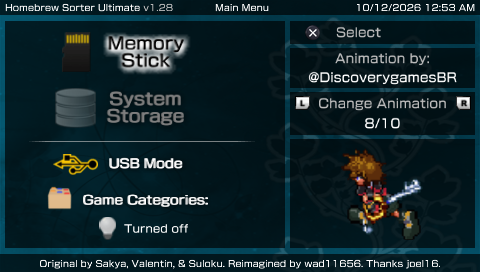 Homebrew Sorter Ultimate v1.28 Main Menu 10/12/2026 12:53 AM
Memory
Stick
System
Storage
USB Mode
Game Categories:
Turned off
Select
Animation by:
@DiscoverygamesBR
L Change Animation R
8/10
Original by Sakya, Valentin, & Suloku. Reimagined by wad11656. Thanks joel16.